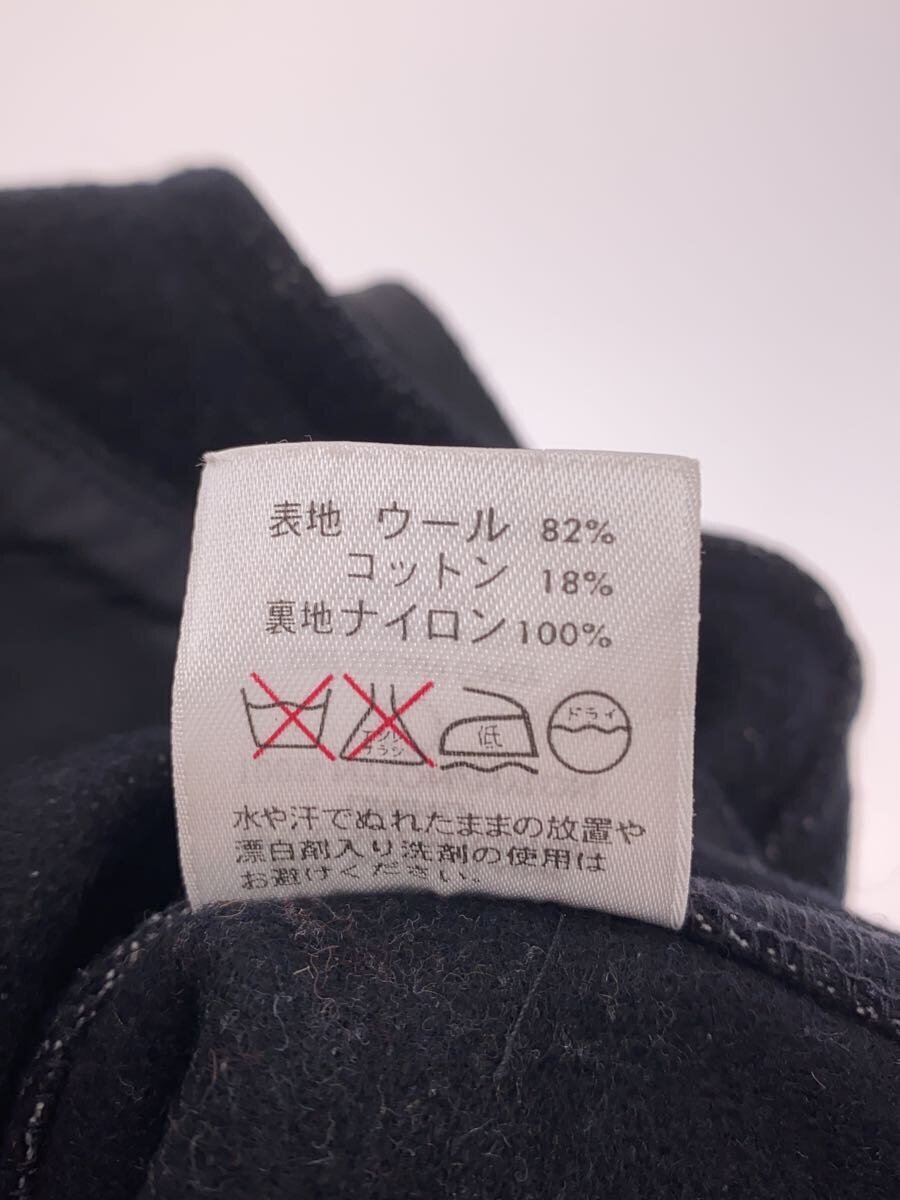 表地 ウール 82%
コットン 18%
裏地 ナイロン 100%
低 ドライ
水や汗でぬれたままの放置や
漂白剤入り洗剤の使用は
お避けください。